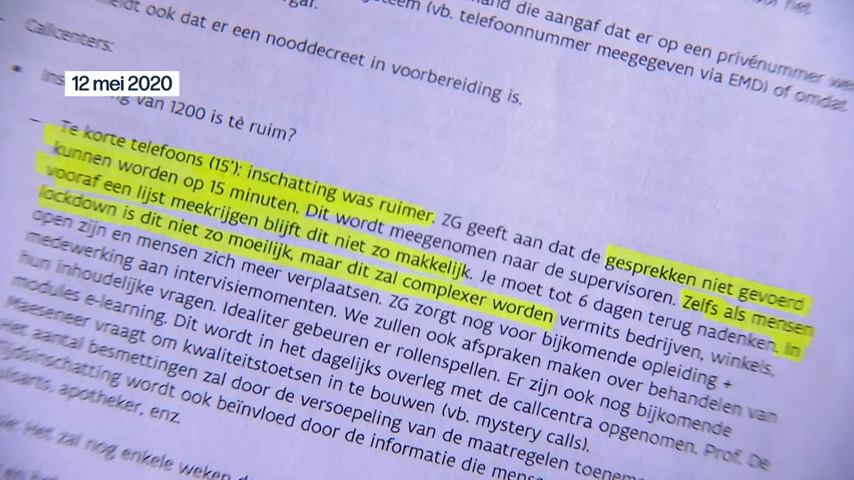 nd die aangaf dat er op een privénummer we
eem (vb. telefoonnummer meegegeven via EMD) of omdat
ldt ook dat er een nooddecreet in voorbereiding is.
Callcenters:
12 mei 2020
van 1200 is tê ruim?
– Te korte telefoons (15'): inschatting was ruimer. ZG geeft aan dat de gesprekken niet gevoerd
kunnen worden op 15 minuten. Dit wordt meegenomen naar de supervisoren. Zelfs als mensen
vooraf een lijst meekrijgen blijft dit niet zo makkelijk. Je moet tot 6 dagen terug nadenken. In
lockdown is dit niet zo moeilijk, maar dit zal complexer worden vermits bedrijven, winkels,
open zijn en mensen zich meer verplaatsen. ZG zorgt nog voor bijkomende opleiding +
medewerking aan intervisiemomenten. We zullen ook afspraken maken over behandelen van
hun inhoudelijke vragen. Idealiter gebeuren er rollenspellen. Er zijn ook nog bijkomende
modules e-learning. Dit wordt in het dagelijks overleg met de callcentra opgenomen. Prof. De
Maeseneer vraagt om kwaliteitstoetsen in te bouwen (vb. mystery calls).
Het aantal besmettingen zal door de versoepeling van de maatregelen toenem
ijdsinschatting wordt ook beïnvloed door de informatie die mens
uisarts, apotheker, enz.
Het zal nog enkele weken d